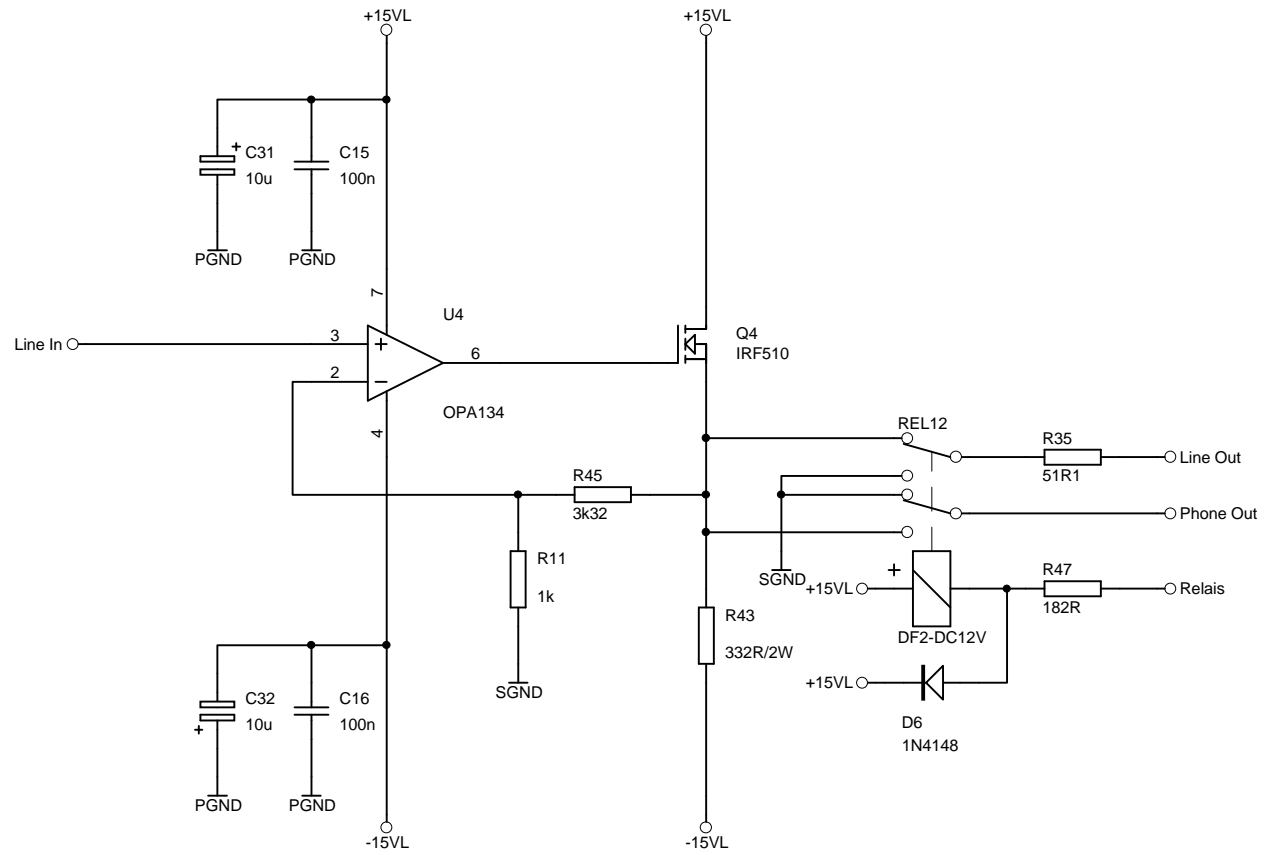 +15VL
+15VL
+
C31
10u
C15
100n
PGND
PGND
7
U4
Line In
3
+
6
2
−
OPA134
4
Q4
IRF510
REL12
R35
51R1
Line Out
R45
3k32
Phone Out
R11
1k
SGND
+
+15VL
R47
182R
Relais
R43
332R/2W
DF2-DC12V
SGND
+15VL
C32
10u
+
C16
100n
D6
1N4148
PGND
PGND
-15VL
-15VL